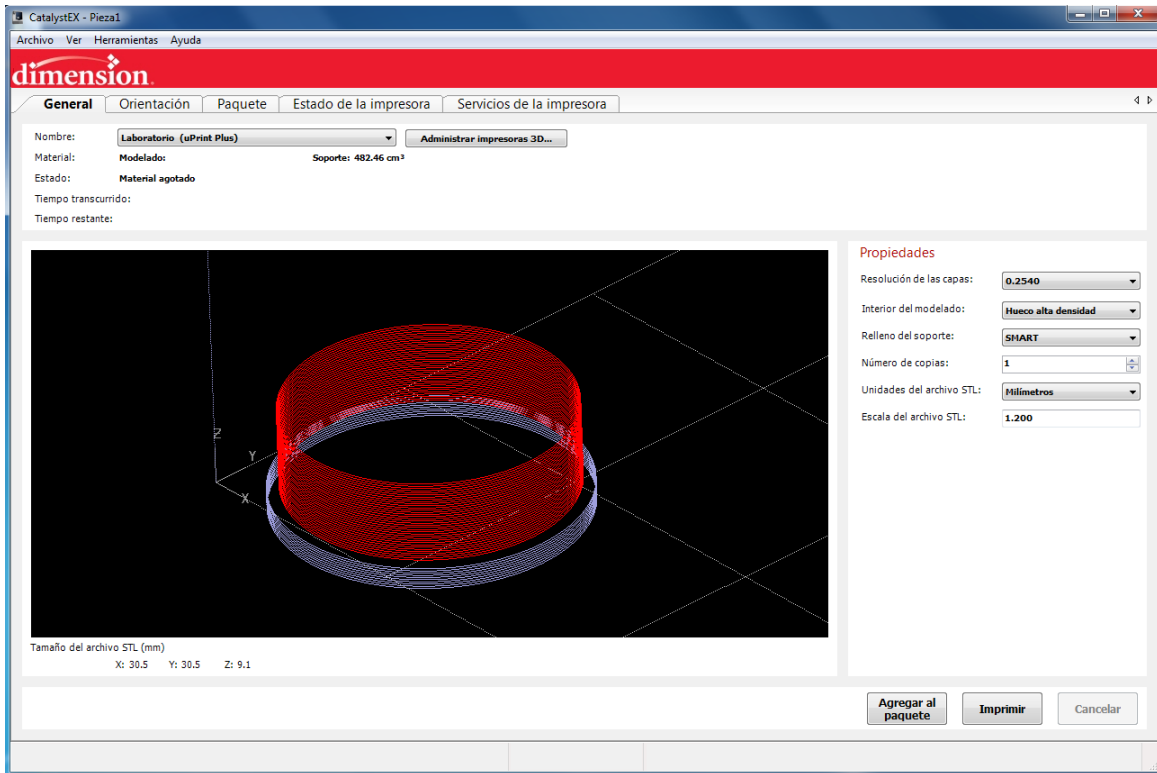 CatalystEX - Pieza1
Archivo Ver Herramientas Ayuda
dimension
General Orientación Paquete Estado de la impresora Servicios de la impresora
Nombre: Laboratorio (uPrint Plus) Administrar impresoras 3D...
Material: Modelado: Soporte: 482.46 cm³
Estado: Material agotado
Tiempo transcurrido:
Tiempo restante:
Propiedades
Resolución de las capas: 0.2540
Interior del modelado: Hueco alta densidad
Relleno del soporte: SMART
Número de copias: 1
Unidades del archivo STL: Milímetros
Escala del archivo STL: 1.200
Z
Y
X
Tamaño del archivo STL (mm)
X: 30.5 Y: 30.5 Z: 9.1
Agregar al
paquete
Imprimir
Cancelar